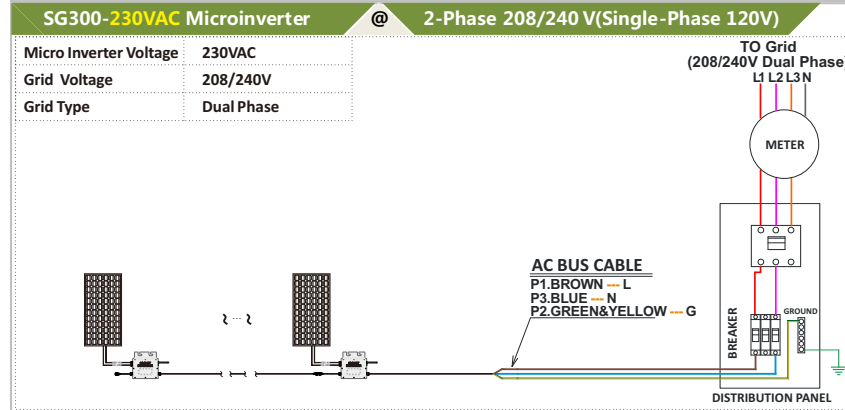 SG300-230VAC Microinverter @ 2-Phase 208/240 V(Single-Phase 120V)
Micro Inverter Voltage 230VAC
Grid Voltage 208/240V
Grid Type Dual Phase
TO Grid
(208/240V Dual Phase)
L1 L2 L3 N
METER
AC BUS CABLE
P1.BROWN --- L
P3.BLUE --- N
P2.GREEN&YELLOW --- G
BREAKER
GROUND
DISTRIBUTION PANEL